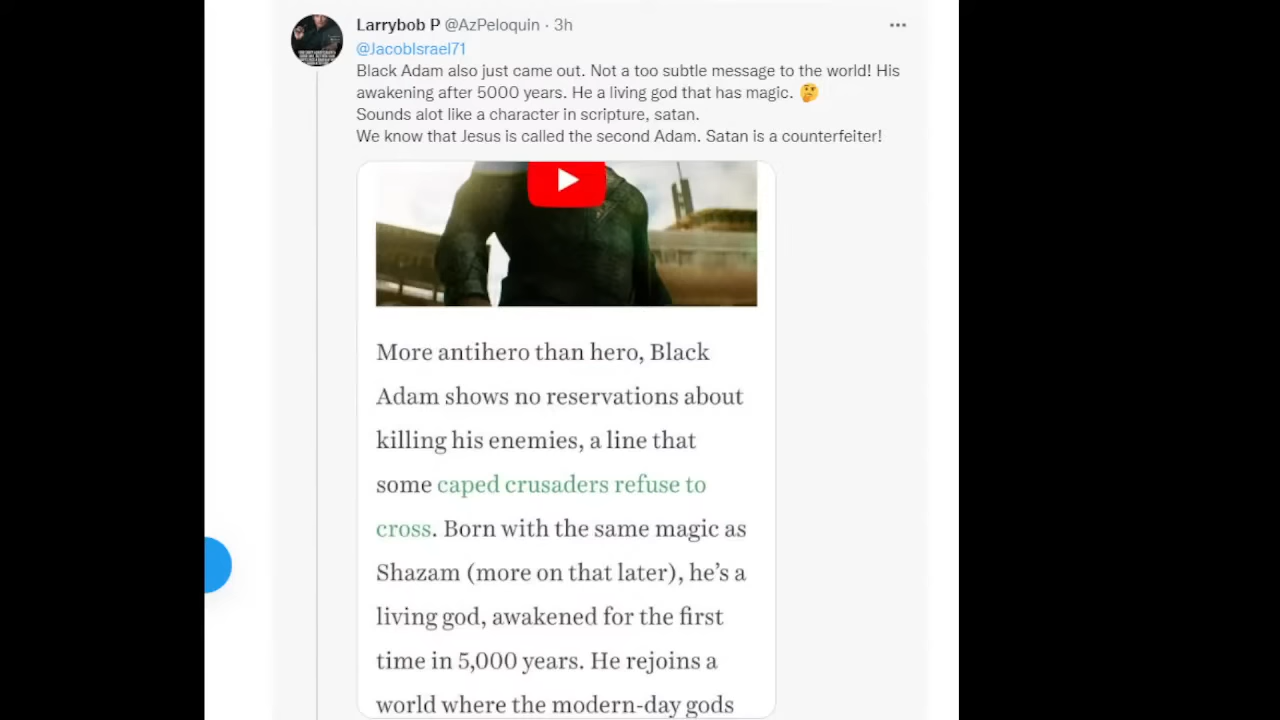 Larrybob P @AzPeloquin · 3h
@JacobIsrael71
Black Adam also just came out. Not a too subtle message to the world! His
awakening after 5000 years. He a living god that has magic. 🤔
Sounds alot like a character in scripture, satan.
We know that Jesus is called the second Adam. Satan is a counterfeiter!
More antihero than hero, Black
Adam shows no reservations about
killing his enemies, a line that
some caped crusaders refuse to
cross. Born with the same magic as
Shazam (more on that later), he's a
living god, awakened for the first
time in 5,000 years. He rejoins a
world where the modern-day gods